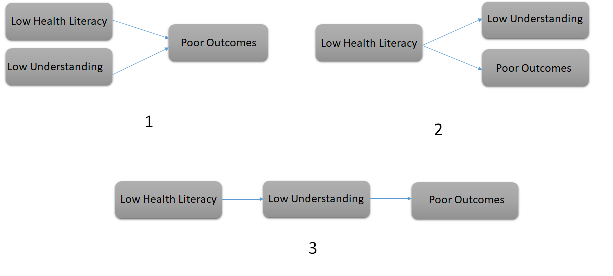 Low Health Literacy
Low Understanding
Poor Outcomes
1
Low Health Literacy
Low Understanding
Poor Outcomes
2
Low Health Literacy
Low Understanding
Poor Outcomes
3